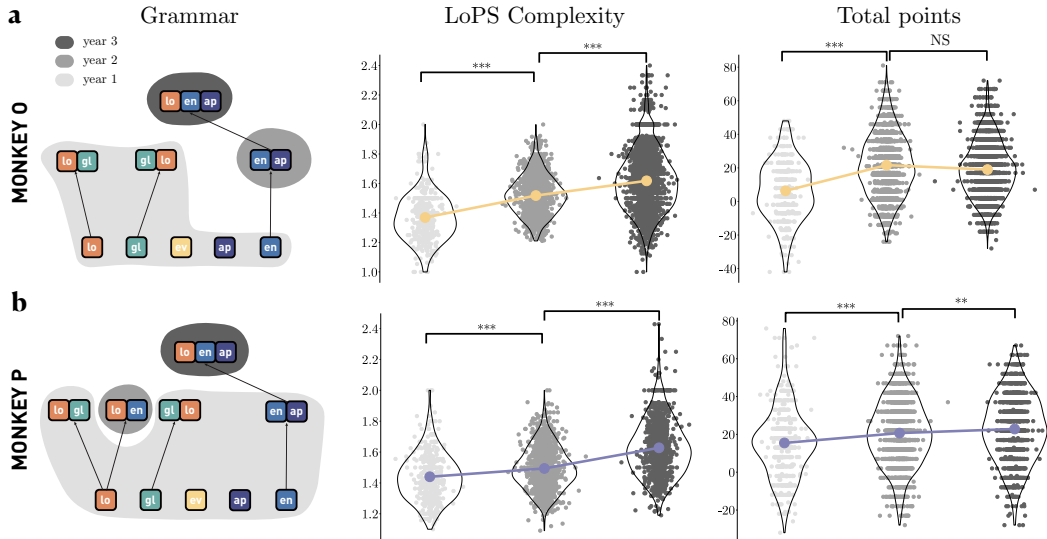 a
Grammar
LoPS Complexity
Total points
year 3
year 2
year 1
MONKEY O
lo en ap
lo gl
gl lo
en ap
lo gl ev ap en
***
***
2.4
2.2
2.0
1.8
1.6
1.4
1.2
1.0
***
NS
80
60
40
20
0
−20
−40
b
MONKEY P
lo en ap
lo gl
lo en
gl lo
en ap
lo gl ev ap en
***
***
2.4
2.2
2.0
1.8
1.6
1.4
1.2
***
**
80
60
40
20
0
-20